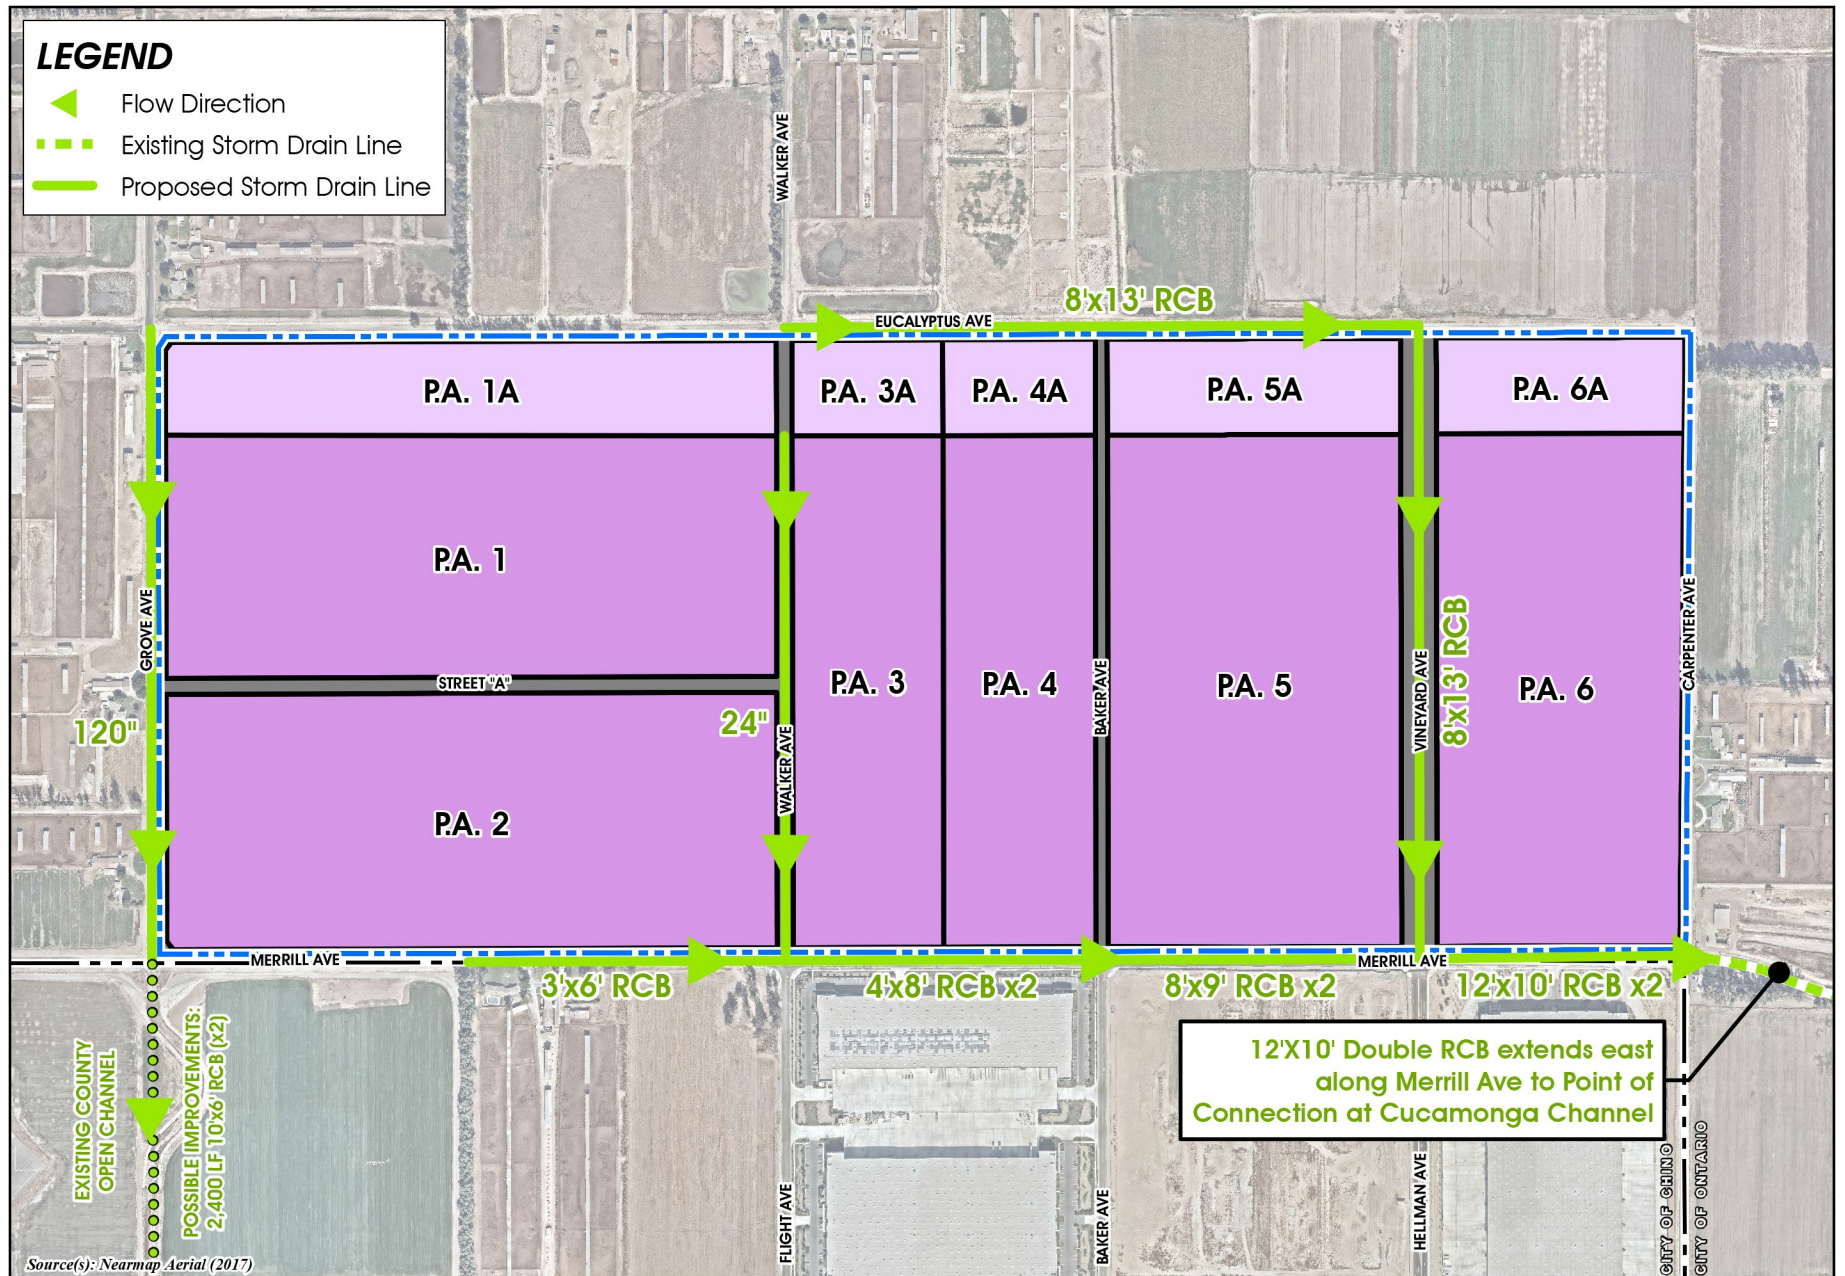 LEGEND
Flow Direction
Existing Storm Drain Line
Proposed Storm Drain Line
WALKER AVE
8'x13' RCB
EUCALYPTUS AVE
P.A. 1A
P.A. 3A
P.A. 4A
P.A. 5A
P.A. 6A
P.A. 1
GROVE AVE
STREET "A"
120"
24"
WALKER AVE
P.A. 3
P.A. 4
BAKER AVE
P.A. 5
VINEYARD AVE
8'x13' RCB
P.A. 6
CARPENTER AVE
P.A. 2
MERRILL AVE
MERRILL AVE
3'x6' RCB
4'x8' RCB x2
8'x9' RCB x2
12'x10' RCB x2
12'X10' Double RCB extends east
along Merrill Ave to Point of
Connection at Cucamonga Channel
EXISTING COUNTY
OPEN CHANNEL
POSSIBLE IMPROVEMENTS:
2,400 LF 10'x6' RCB (x2)
FLIGHT AVE
BAKER AVE
HELLMAN AVE
CITY OF CHINO
CITY OF ONTARIO
Source(s): Nearmap Aerial (2017)